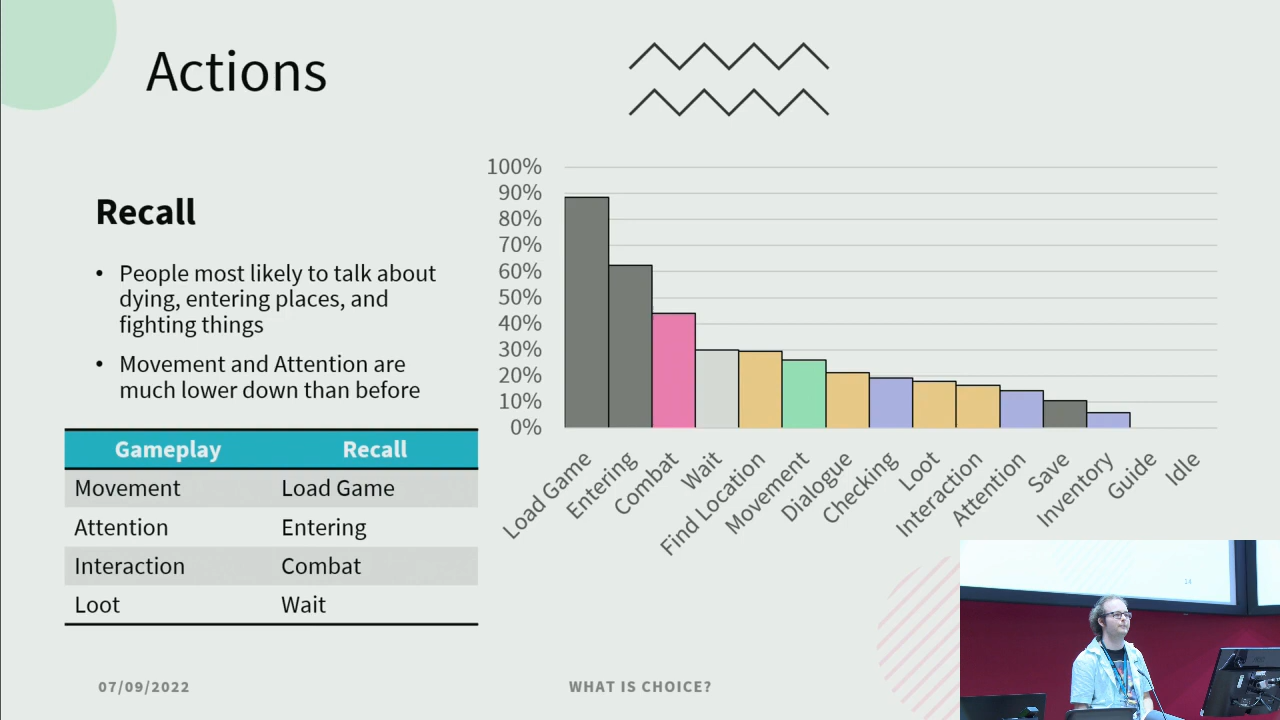 Actions
Recall
• People most likely to talk about
dying, entering places, and
fighting things
• Movement and Attention are
much lower down than before
Gameplay Recall
Movement Load Game
Attention Entering
Interaction Combat
Loot Wait
100%
90%
80%
70%
60%
50%
40%
30%
20%
10%
0%
Load Game
Entering
Combat
Wait
Find Location
Movement
Dialogue
Checking
Loot
Interaction
Attention
Save
Inventory
Guide
Idle
07/09/2022
WHAT IS CHOICE?
14